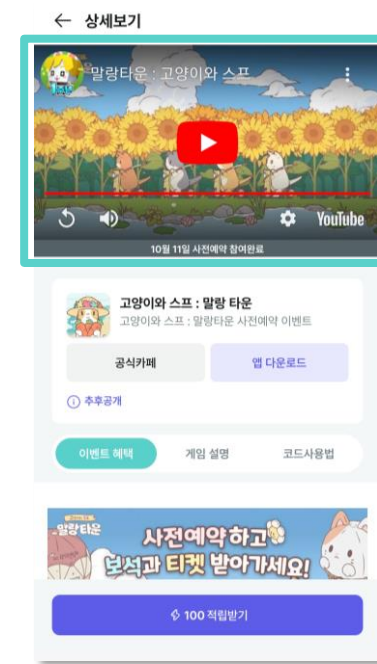 상세보기
말랑타운 : 고양이와 스프
YouTube
10월 11일 사전예약 참여완료
고양이와 스프 : 말랑 타운
고양이와 스프 : 말랑타운 사전예약 이벤트
공식카페
앱 다운로드
추후공개
이벤트 혜택
게임 설명
코드사용법
말랑타운
사전예약 하고
보석과 티켓 받아가세요!
100 적립받기